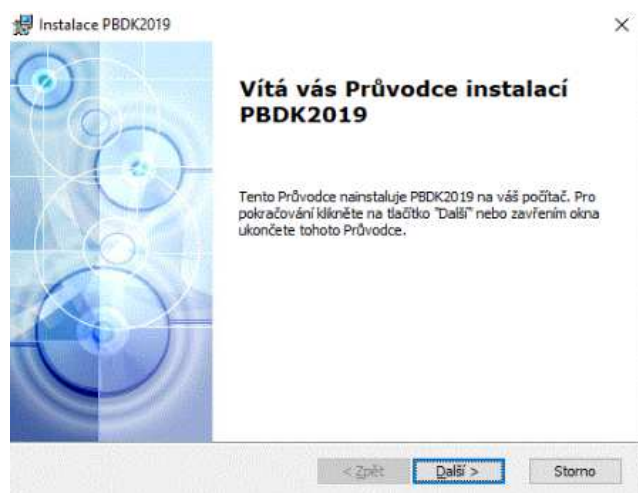 Instalace PBDK2019
Vítá vás Průvodce instalací
PBDK2019
Tento Průvodce nainstaluje PBDK2019 na váš počítač. Pro
pokračování klikněte na tlačítko "Další" nebo zavřením okna
ukončete tohoto Průvodce.
< Zpět Další > Storno